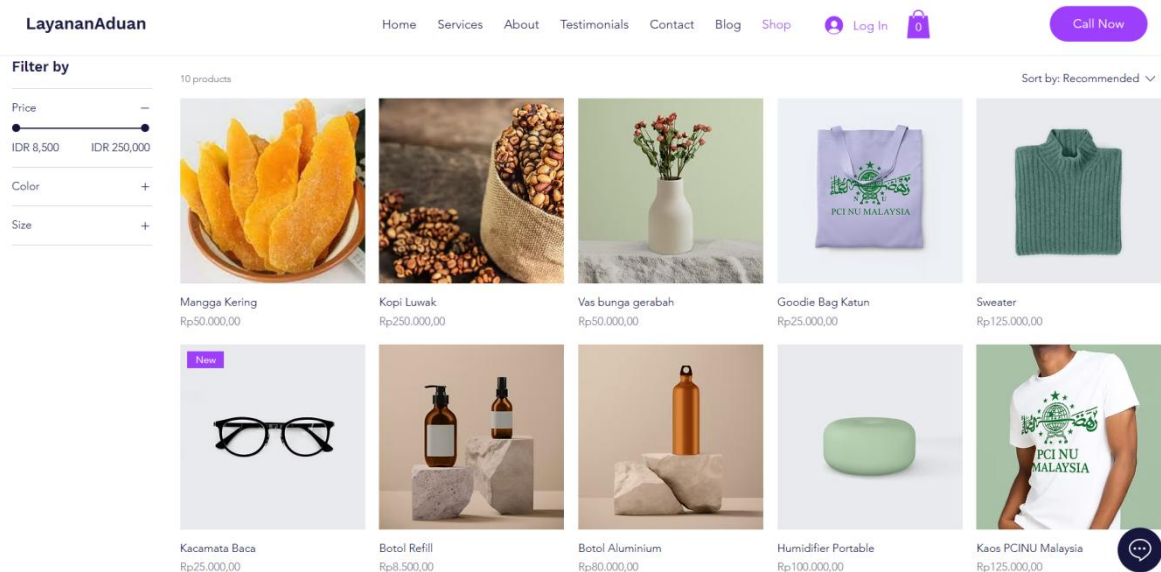 LayananAduan
Home Services About Testimonials Contact Blog Shop Log In 0 Call Now
Filter by
10 products
Sort by: Recommended
Price
IDR 8,500 IDR 250,000
Color
Size
N U
PCI NU MALAYSIA
Mangga Kering Kopi Luwak Vas bunga gerabah Goodie Bag Katun Sweater
Rp50.000,00 Rp250.000,00 Rp50.000,00 Rp25.000,00 Rp125.000,00
New
PCI NU
MALAYSIA
Kacamata Baca Botol Refill Botol Aluminium Humidifier Portable Kaos PCINU Malaysia
Rp25.000,00 Rp8.500,00 Rp80.000,00 Rp100.000,00 Rp125.000,00